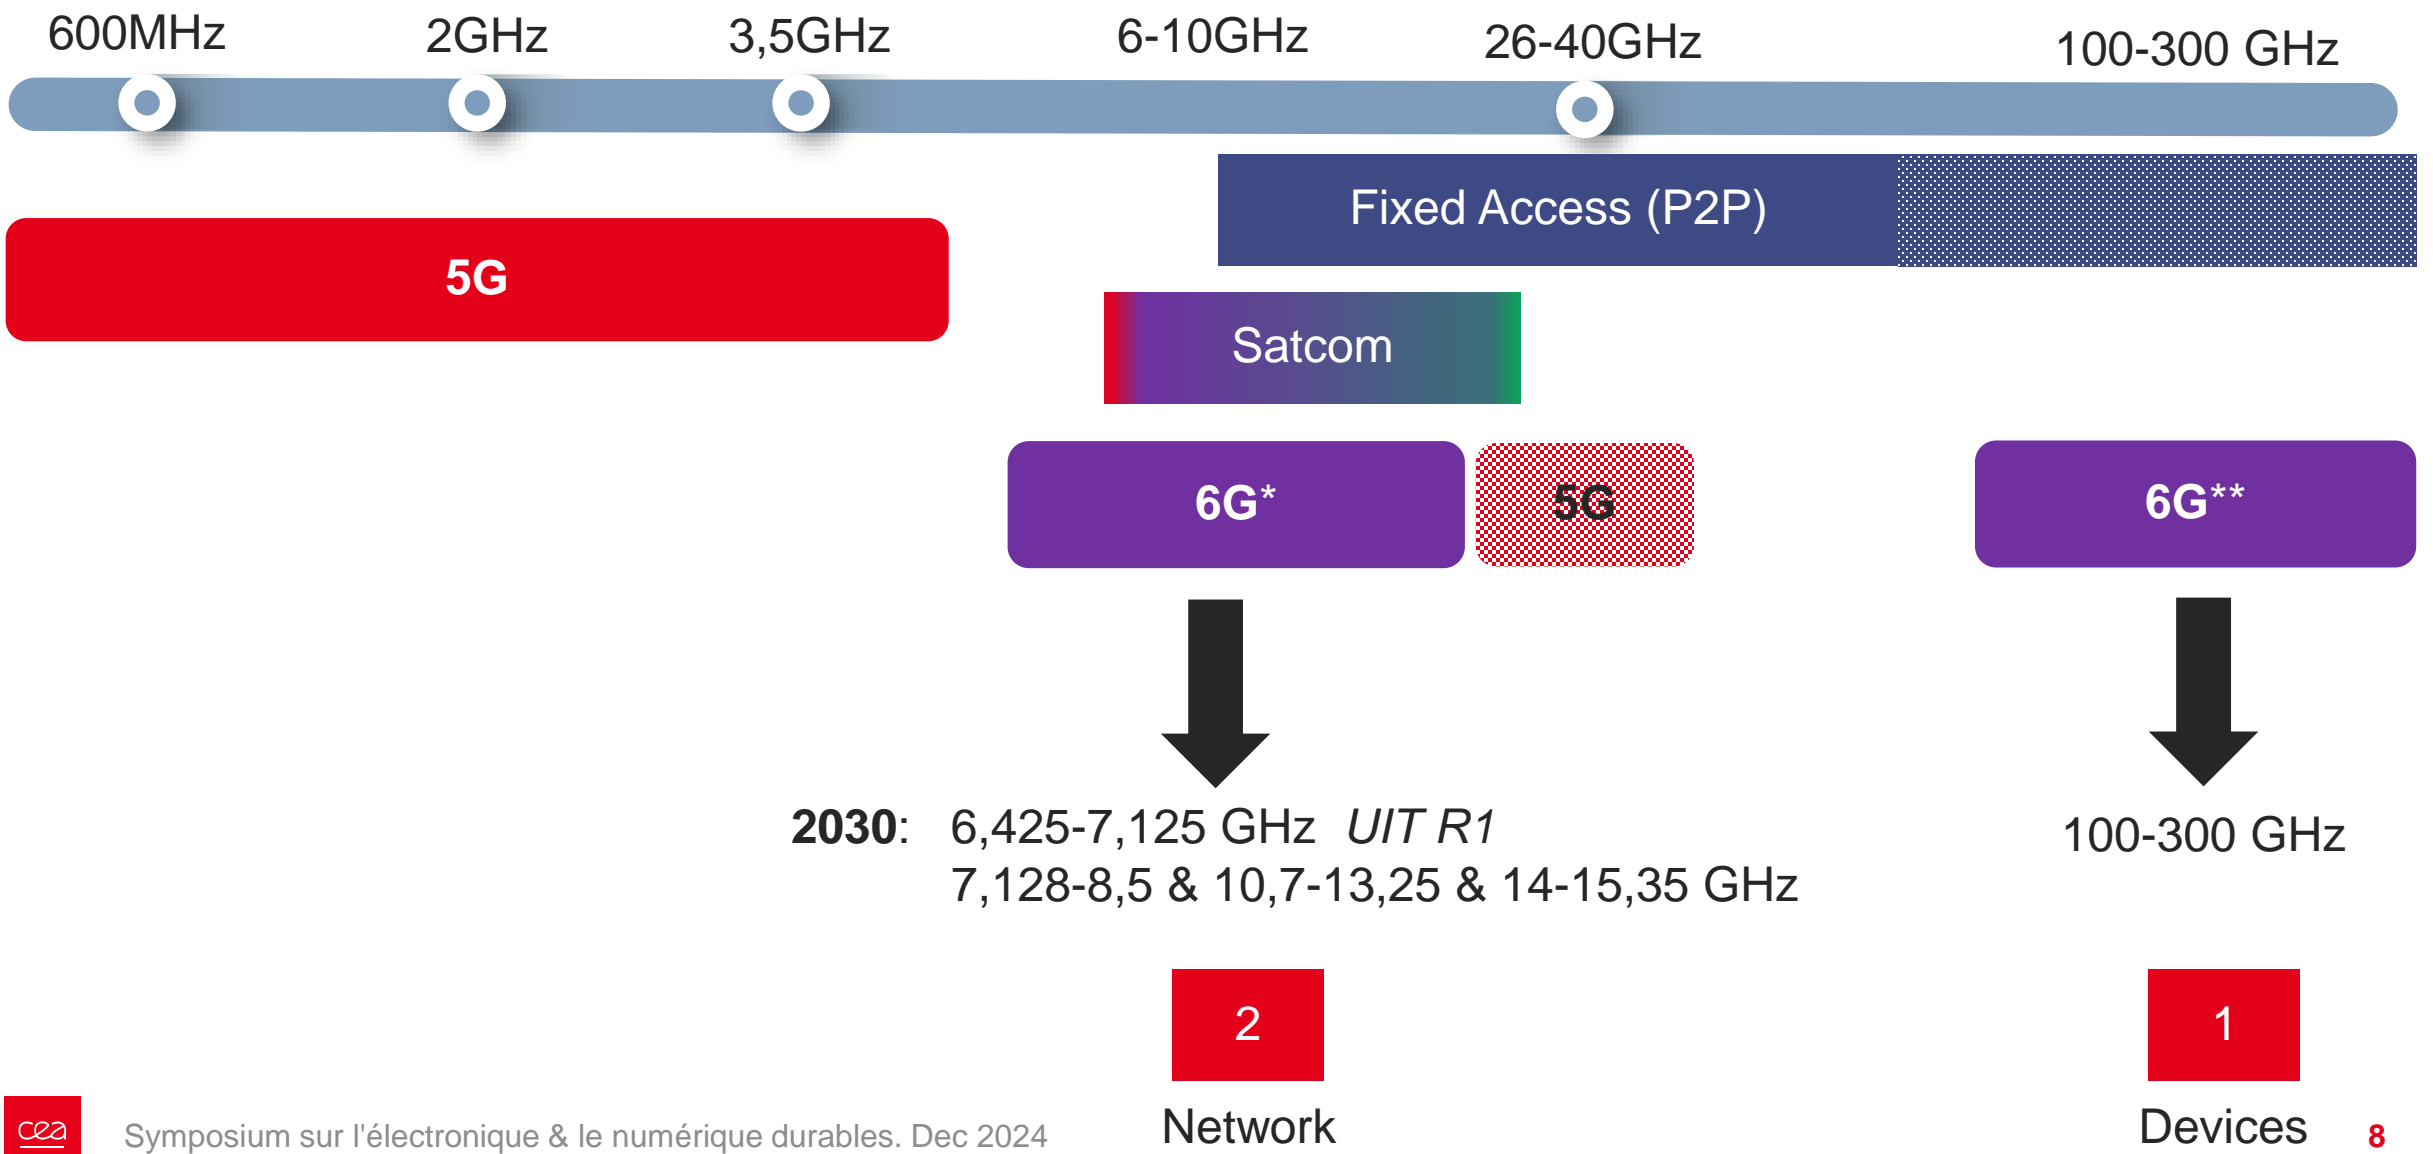 600MHz
2GHz
3,5GHz
6-10GHz
26-40GHz
100-300 GHz
Fixed Access (P2P)
5G
Satcom
6G*
5G
6G**
2030: 6,425-7,125 GHz UIT R1
7,128-8,5 & 10,7-13,25 & 14-15,35 GHz
100-300 GHz
2
1
Network
Devices
cea
Symposium sur l'électronique & le numérique durables. Dec 2024
8